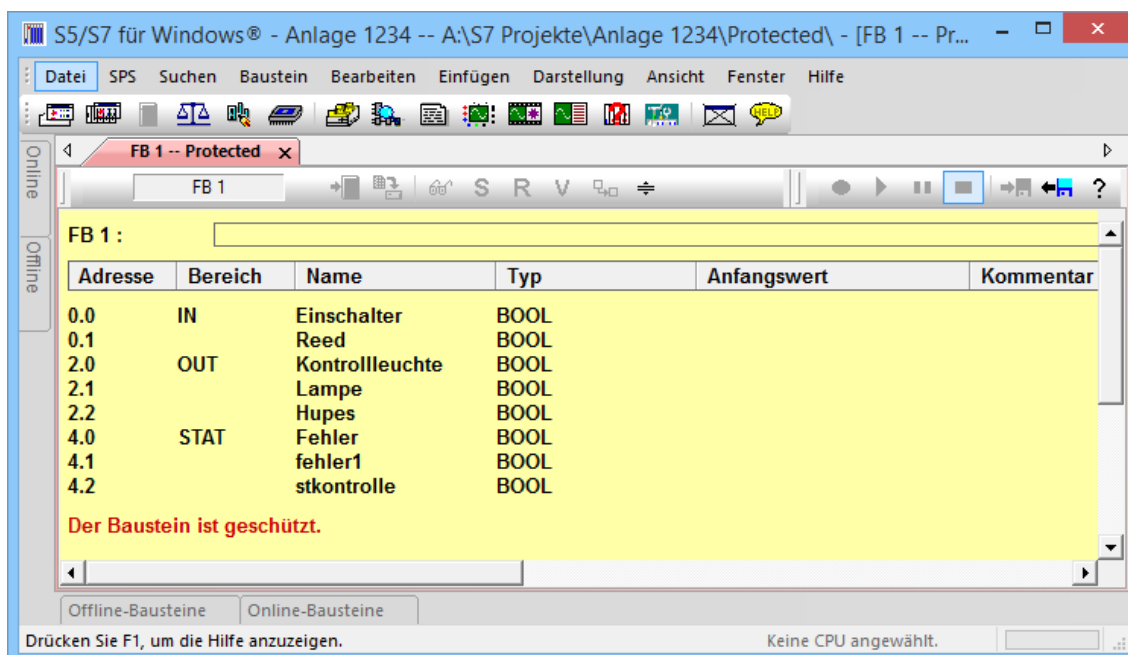 S5/S7 für Windows® - Anlage 1234 -- A:\S7 Projekte\Anlage 1234\Protected\ - [FB 1 -- Pr...
Datei SPS Suchen Baustein Bearbeiten Einfügen Darstellung Ansicht Fenster Hilfe
HELP
Online
Offline
FB 1 -- Protected x
FB 1 S R V ?
FB 1 :
Adresse Bereich Name Typ Anfangswert Kommentar
0.0 IN Einschalter BOOL
0.1 Reed BOOL
2.0 OUT Kontrollleuchte BOOL
2.1 Lampe BOOL
2.2 Hupes BOOL
4.0 STAT Fehler BOOL
4.1 fehler1 BOOL
4.2 stkontrolle BOOL
Der Baustein ist geschützt.
Offline-Bausteine Online-Bausteine
Drücken Sie F1, um die Hilfe anzuzeigen. Keine CPU angewählt.